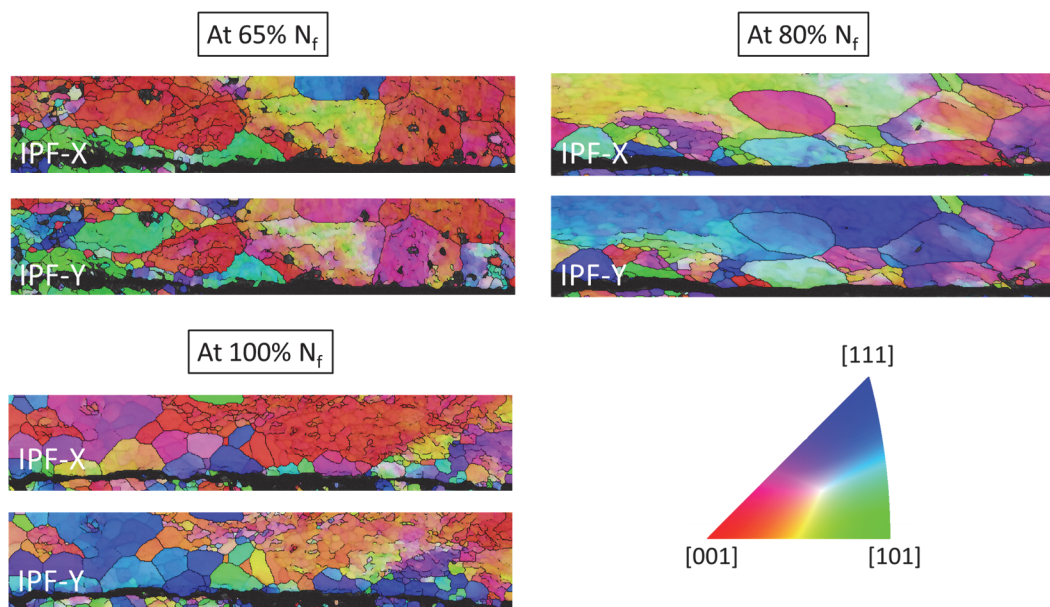 At 65% Nf
At 80% Nf
IPF-X
IPF-X
IPF-Y
IPF-Y
At 100% Nf
[111]
IPF-X
IPF-Y
[001]
[101]